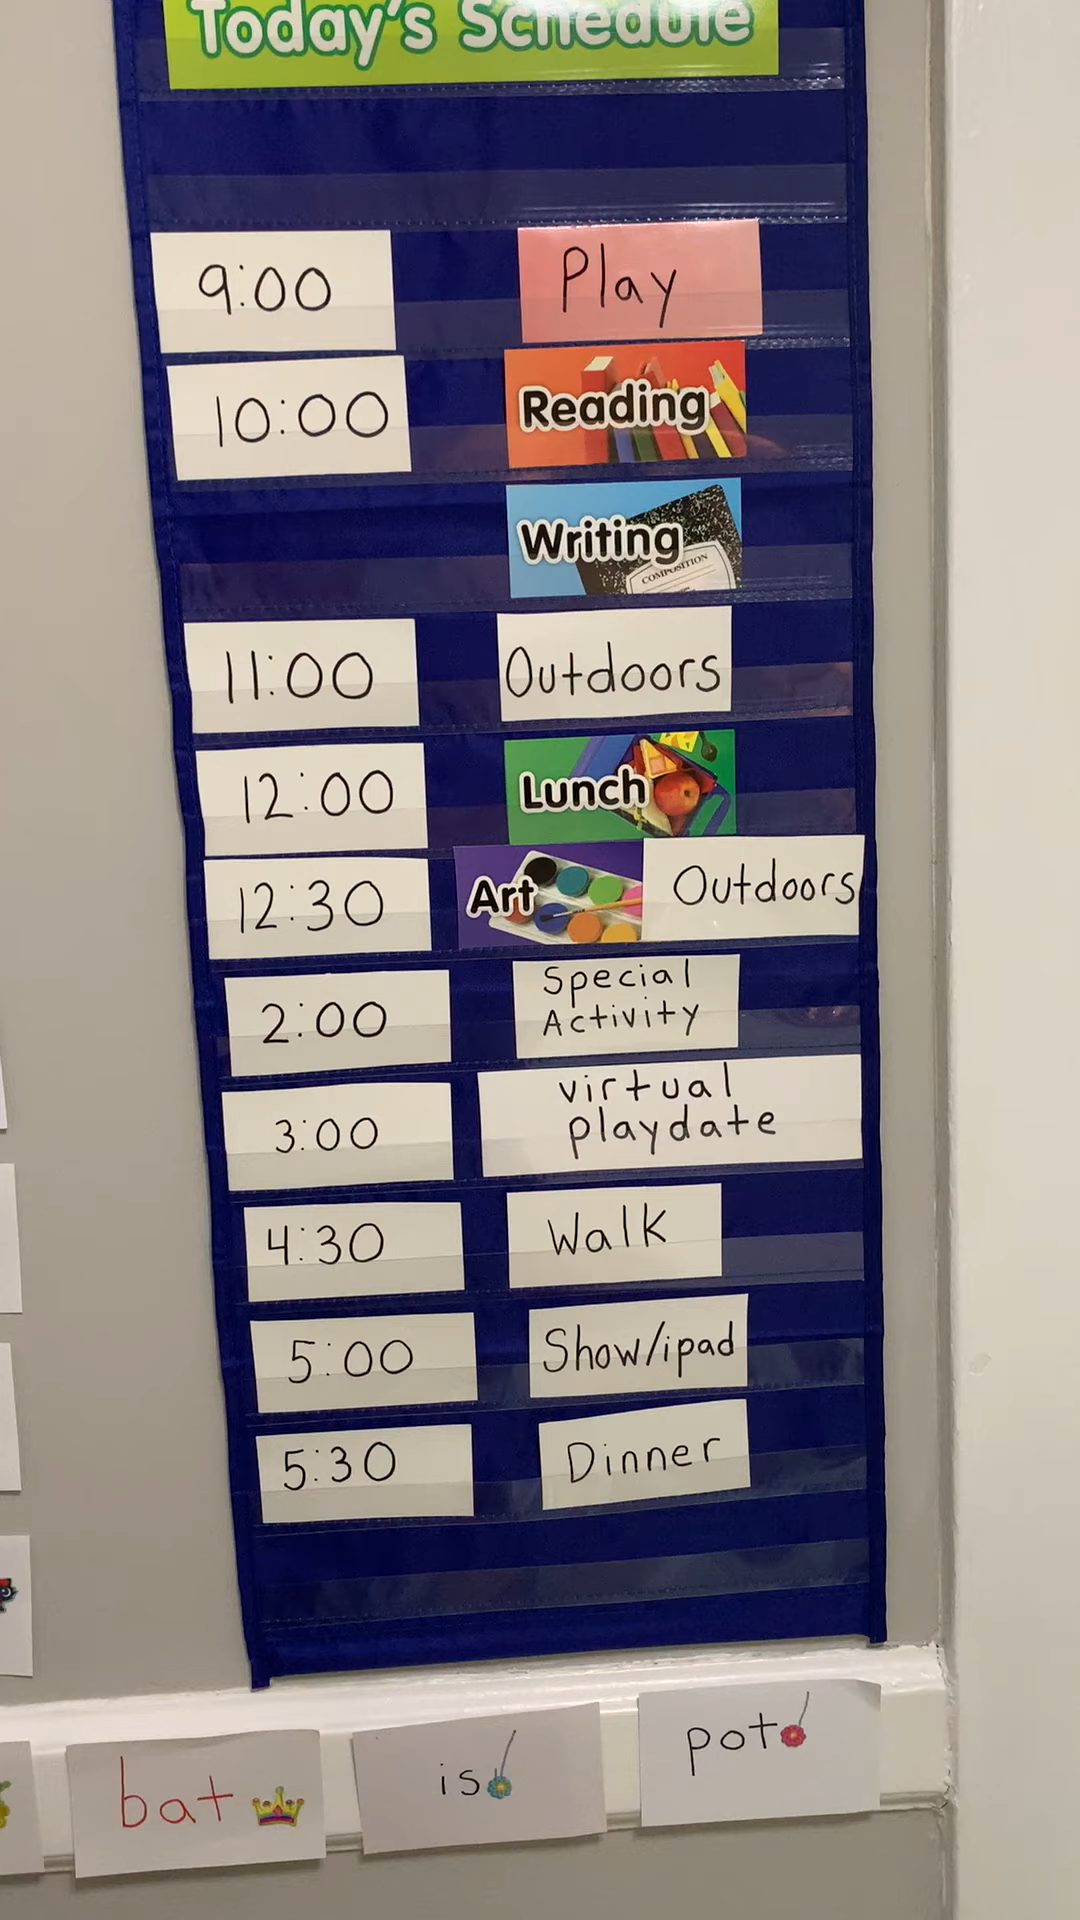 Today's Schedule
9:00 Play
10:00 Reading
Writing
COMPOSITION
11:00 Outdoors
12:00 Lunch
12:30 Art Outdoors
2:00 Special
Activity
3:00 virtual
playdate
4:30 Walk
5:00 Show/ipad
5:30 Dinner
bat is pot